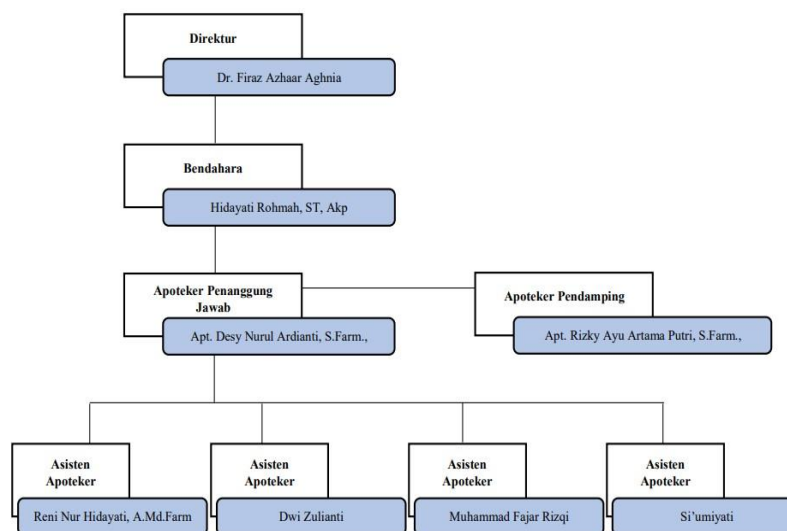 Direktur
Dr. Firaz Azhaar Aghnia
Bendahara
Hidayati Rohmah, ST, Akp
Apoteker Penanggung
Jawab
Apt. Desy Nurul Ardianti, S.Farm.,
Apoteker Pendamping
Apt. Rizky Ayu Artama Putri, S.Farm.,
Asisten
Apoteker
Reni Nur Hidayati, A.Md.Farm
Asisten
Apoteker
Dwi Zulianti
Asisten
Apoteker
Muhammad Fajar Rizqi
Asisten
Apoteker
Si’umiyati